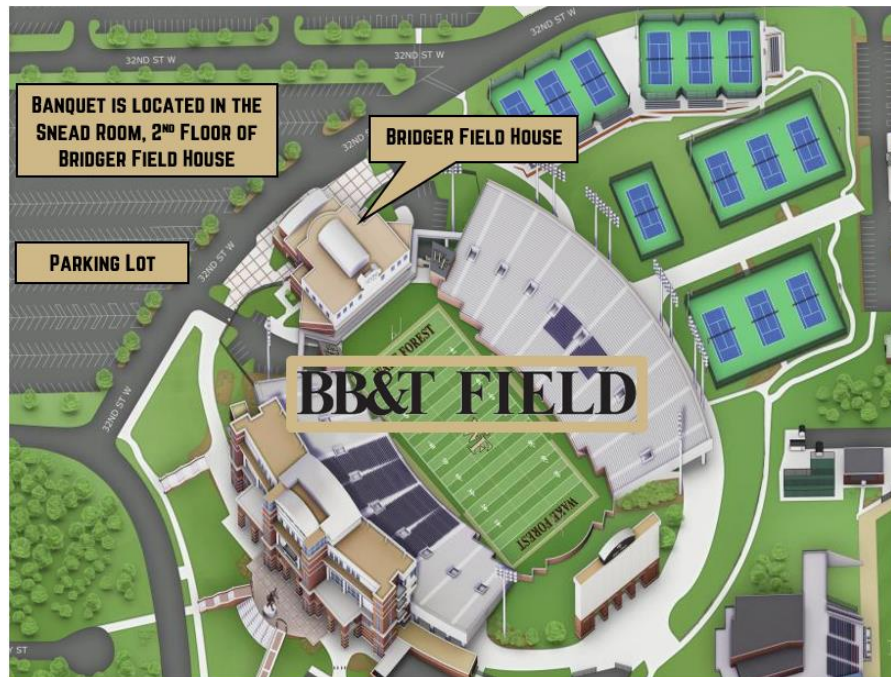 32ND ST W
32ND ST W
32ND ST W
BANQUET IS LOCATED IN THE
SNEAD ROOM, 2ND FLOOR OF
BRIDGER FIELD HOUSE
BRIDGER FIELD HOUSE
PARKING LOT
32ND ST W
WAKE FOREST
BB&T FIELD
32ND ST W
WAKE FOREST
Y ST